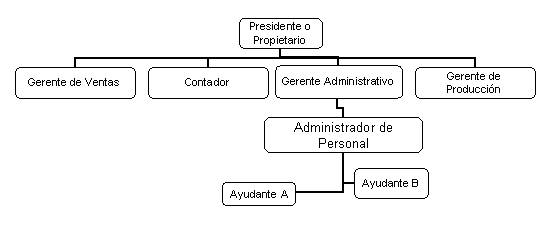 Presidente o
Propietario
Gerente de Ventas
Contador
Gerente Administrativo
Gerente de
Producción
Administrador de
Personal
Ayudante A
Ayudante B